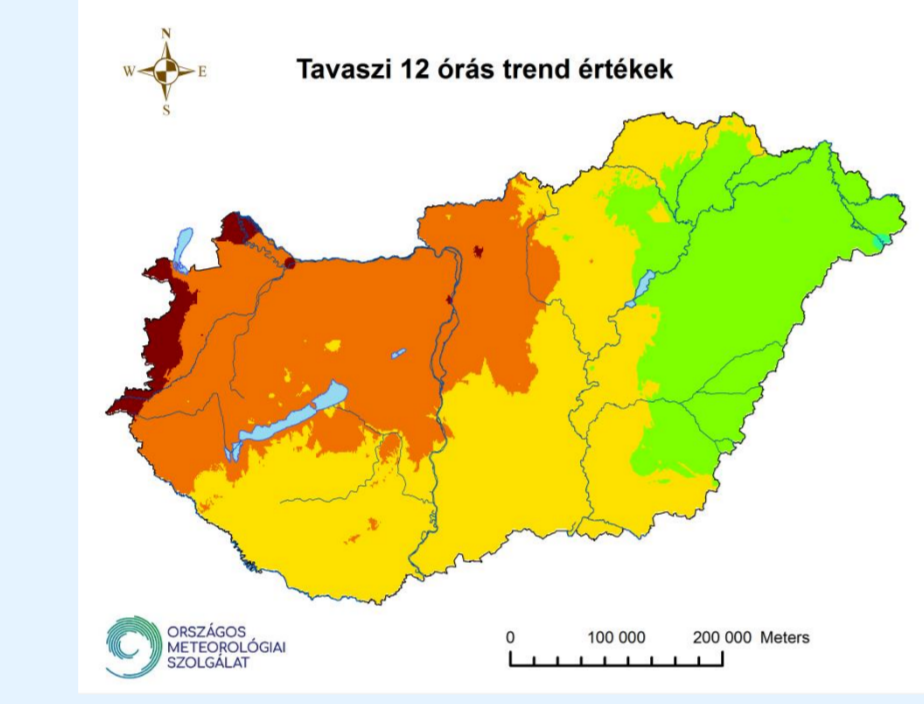 N
W E
S
Tavaszi 12 órás trend értékek
ORSZÁGOS
METEOROLÓGIAI
SZOLGÁLAT
0 100 000 200 000 Meters